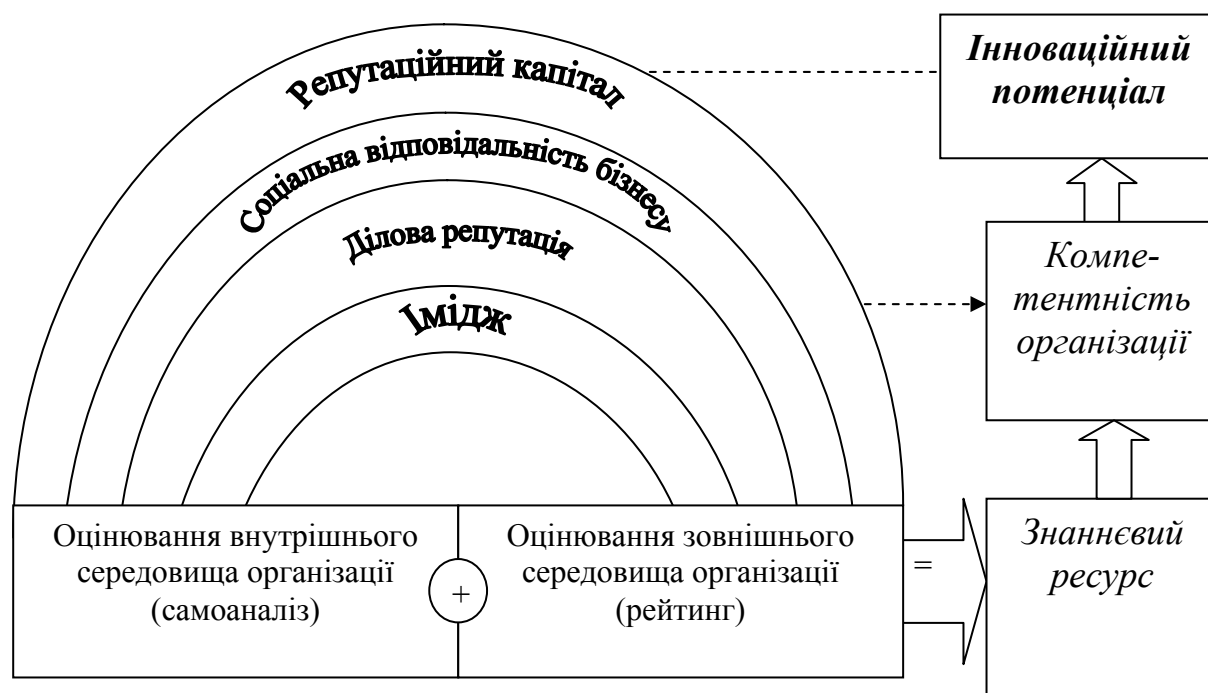 Репутаційний капітал
Соціальна відповідальність бізнесу
Ділова репутація
Імідж
Оцінювання внутрішнього
середовища організації
(самоаналіз)
+
Оцінювання зовнішнього
середовища організації
(рейтинг)
=
Інноваційний
потенціал
Компе-
тентність
організації
Знаннєвий
ресурс